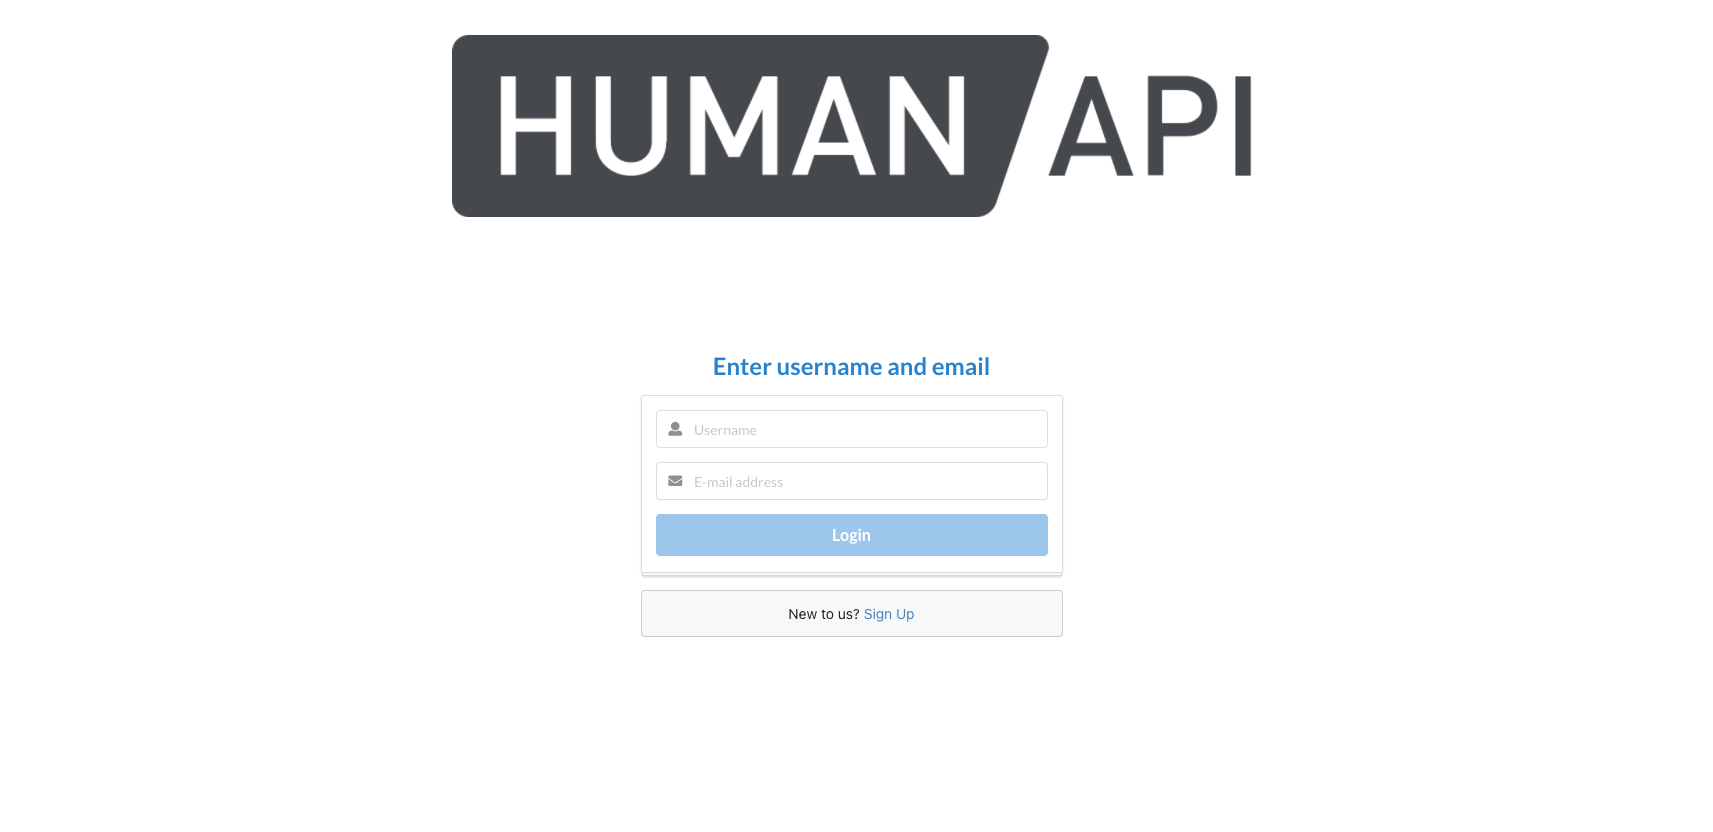 HUMAN/API
Enter username and email
Username
E-mail address
Login
New to us? Sign Up